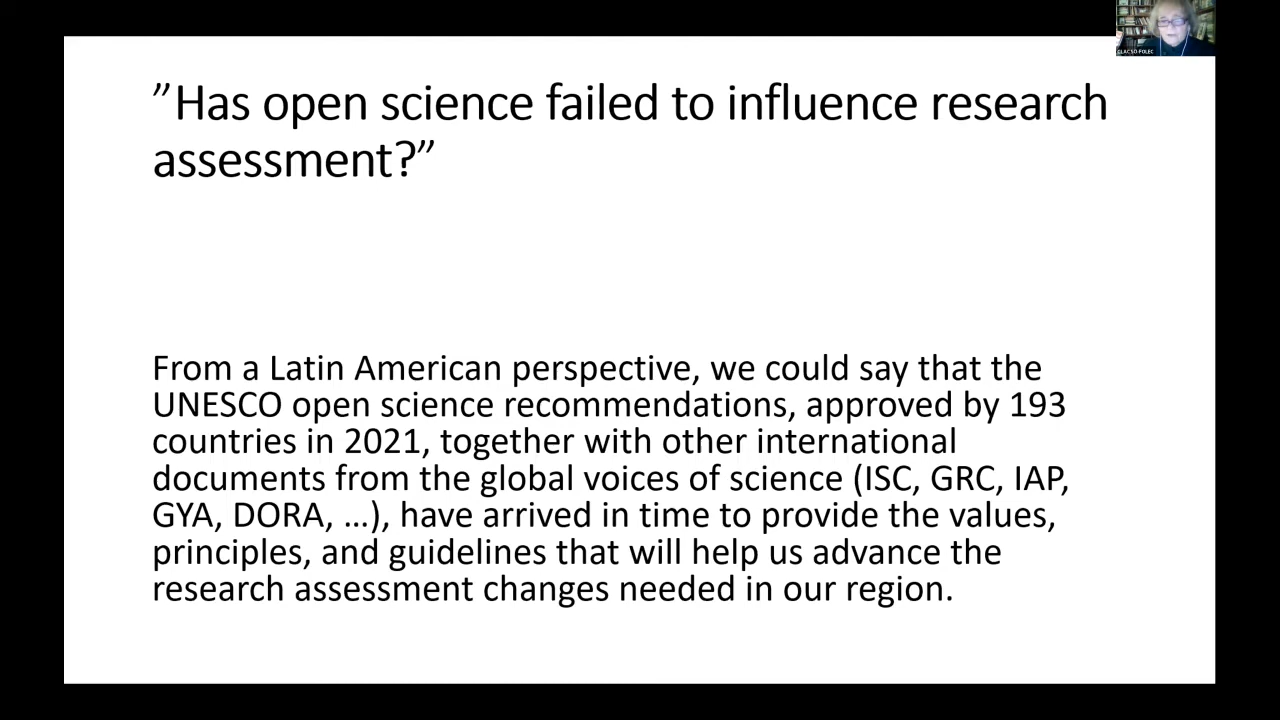 ”Has open science failed to influence research
assessment?”
From a Latin American perspective, we could say that the
UNESCO open science recommendations, approved by 193
countries in 2021, together with other international
documents from the global voices of science (ISC, GRC, IAP,
GYA, DORA, ...), have arrived in time to provide the values,
principles, and guidelines that will help us advance the
research assessment changes needed in our region.
CLACSO-FOLEC